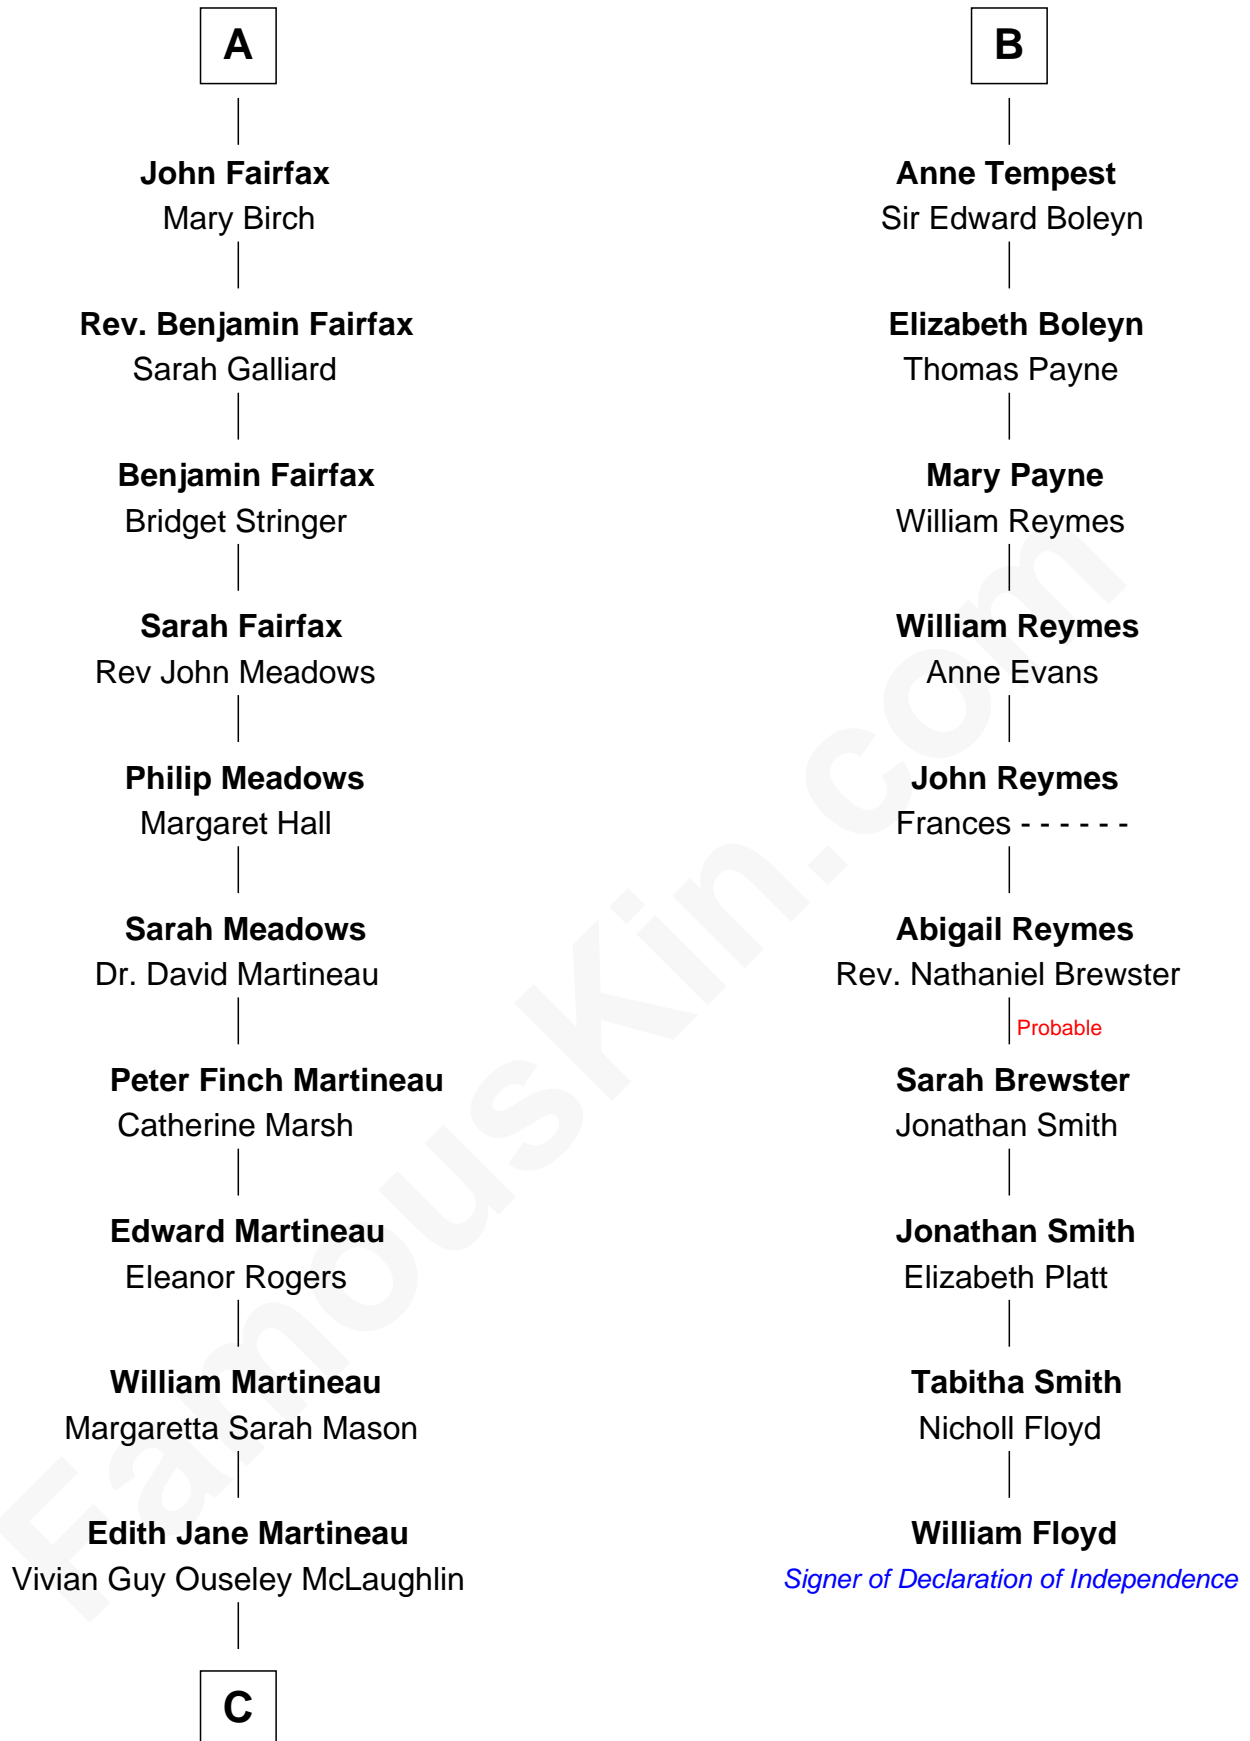 A
John Fairfax
Mary Birch
Rev. Benjamin Fairfax
Sarah Galliard
Benjamin Fairfax
Bridget Stringer
Sarah Fairfax
Rev John Meadows
Philip Meadows
Margaret Hall
Sarah Meadows
Dr. David Martineau
Peter Finch Martineau
Catherine Marsh
Edward Martineau
Eleanor Rogers
William Martineau
Margaretta Sarah Mason
Edith Jane Martineau
Vivian Guy Ouseley McLaughlin
C
B
Anne Tempest
Sir Edward Boleyn
Elizabeth Boleyn
Thomas Payne
Mary Payne
William Reymes
William Reymes
Anne Evans
John Reymes
Frances - - - - - -
Abigail Reymes
Rev. Nathaniel Brewster
Probable
Sarah Brewster
Jonathan Smith
Jonathan Smith
Elizabeth Platt
Tabitha Smith
Nicholl Floyd
William Floyd
Signer of Declaration of Independence
FamousKin.com